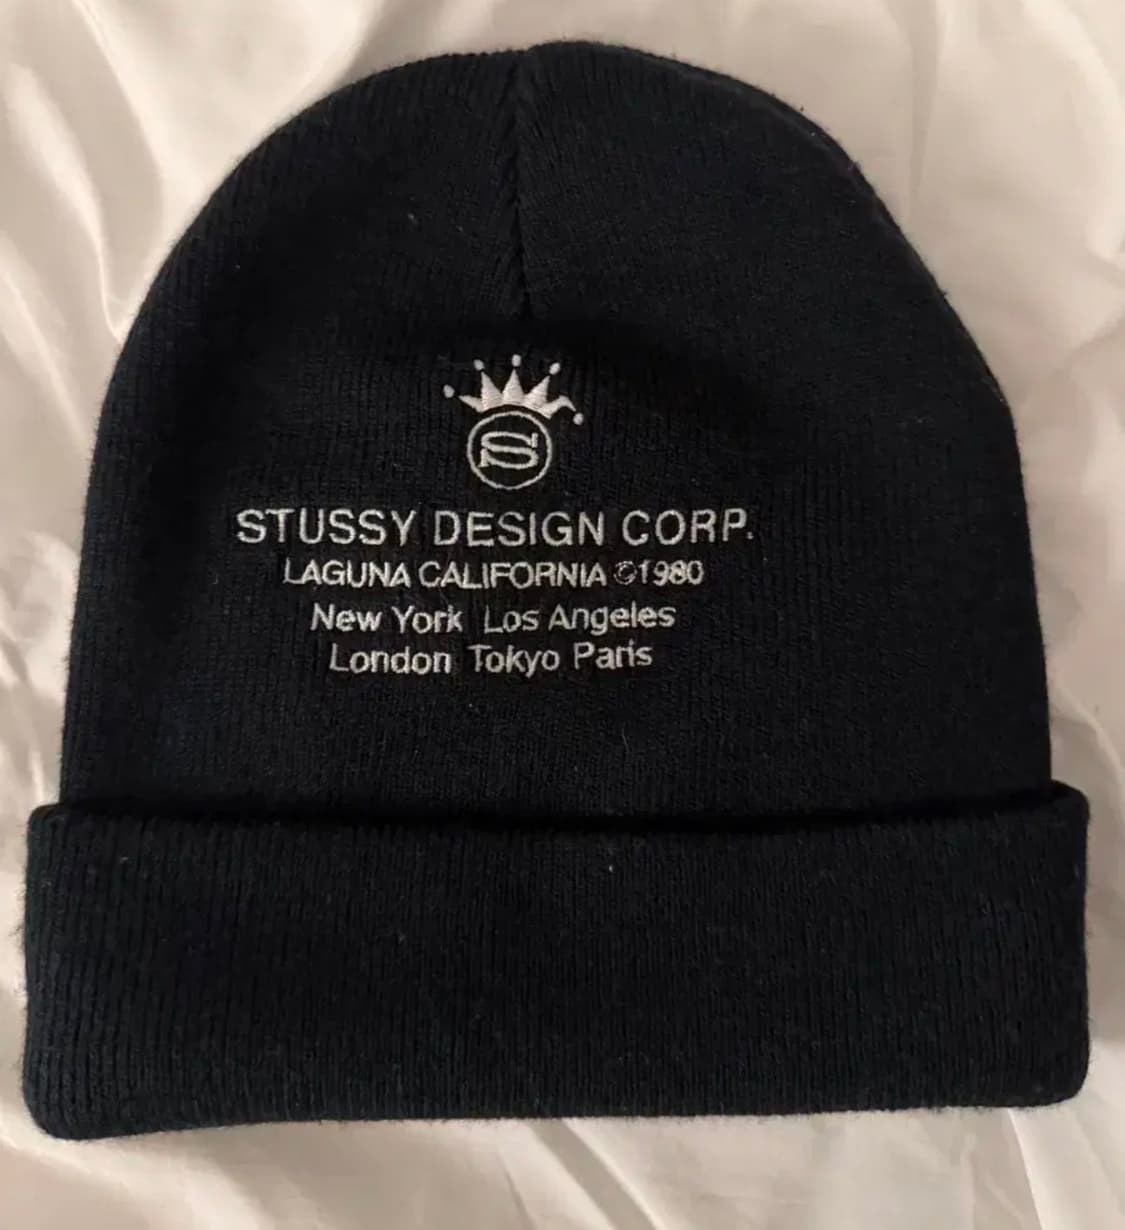 S
STUSSY DESIGN CORP.
LAGUNA CALIFORNIA ©1980
New York Los Angeles
London Tokyo Paris